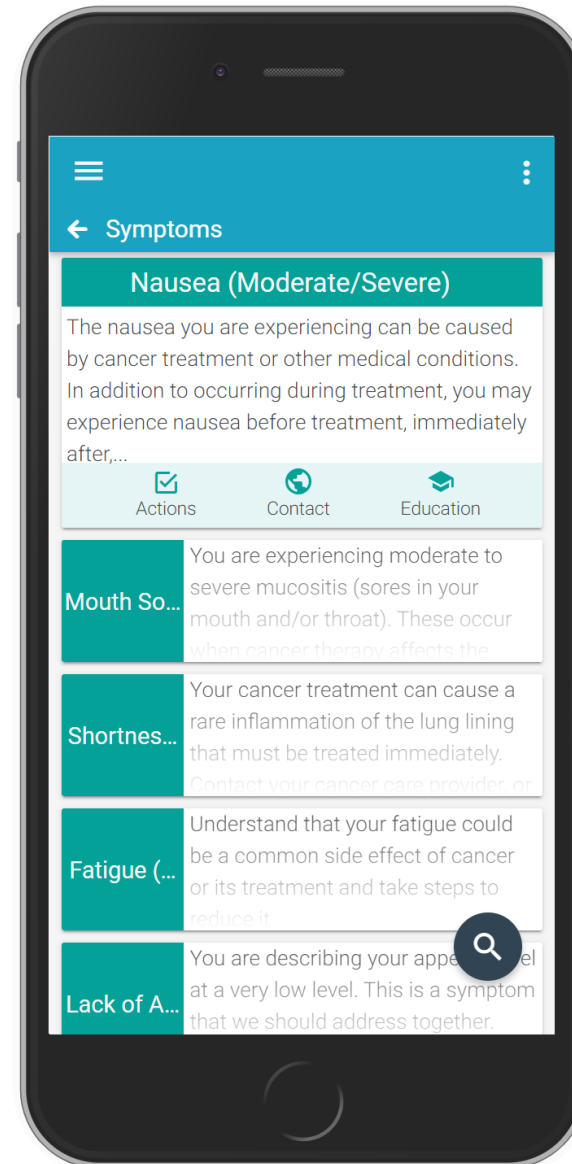 Symptoms
Nausea (Moderate/Severe)
The nausea you are experiencing can be caused
by cancer treatment or other medical conditions.
In addition to occurring during treatment, you may
experience nausea before treatment, immediately
after,...
Actions
Contact
Education
Mouth So...
You are experiencing moderate to
severe mucositis (sores in your
mouth and/or throat). These occur
when cancer therapy affects the
Shortnes...
Your cancer treatment can cause a
rare inflammation of the lung lining
that must be treated immediately.
Contact your cancer care provider, or
Fatigue (...
Understand that your fatigue could
be a common side effect of cancer
or its treatment and take steps to
reduce it
Lack of A...
You are describing your appe el
at a very low level. This is a symptom
that we should address together.